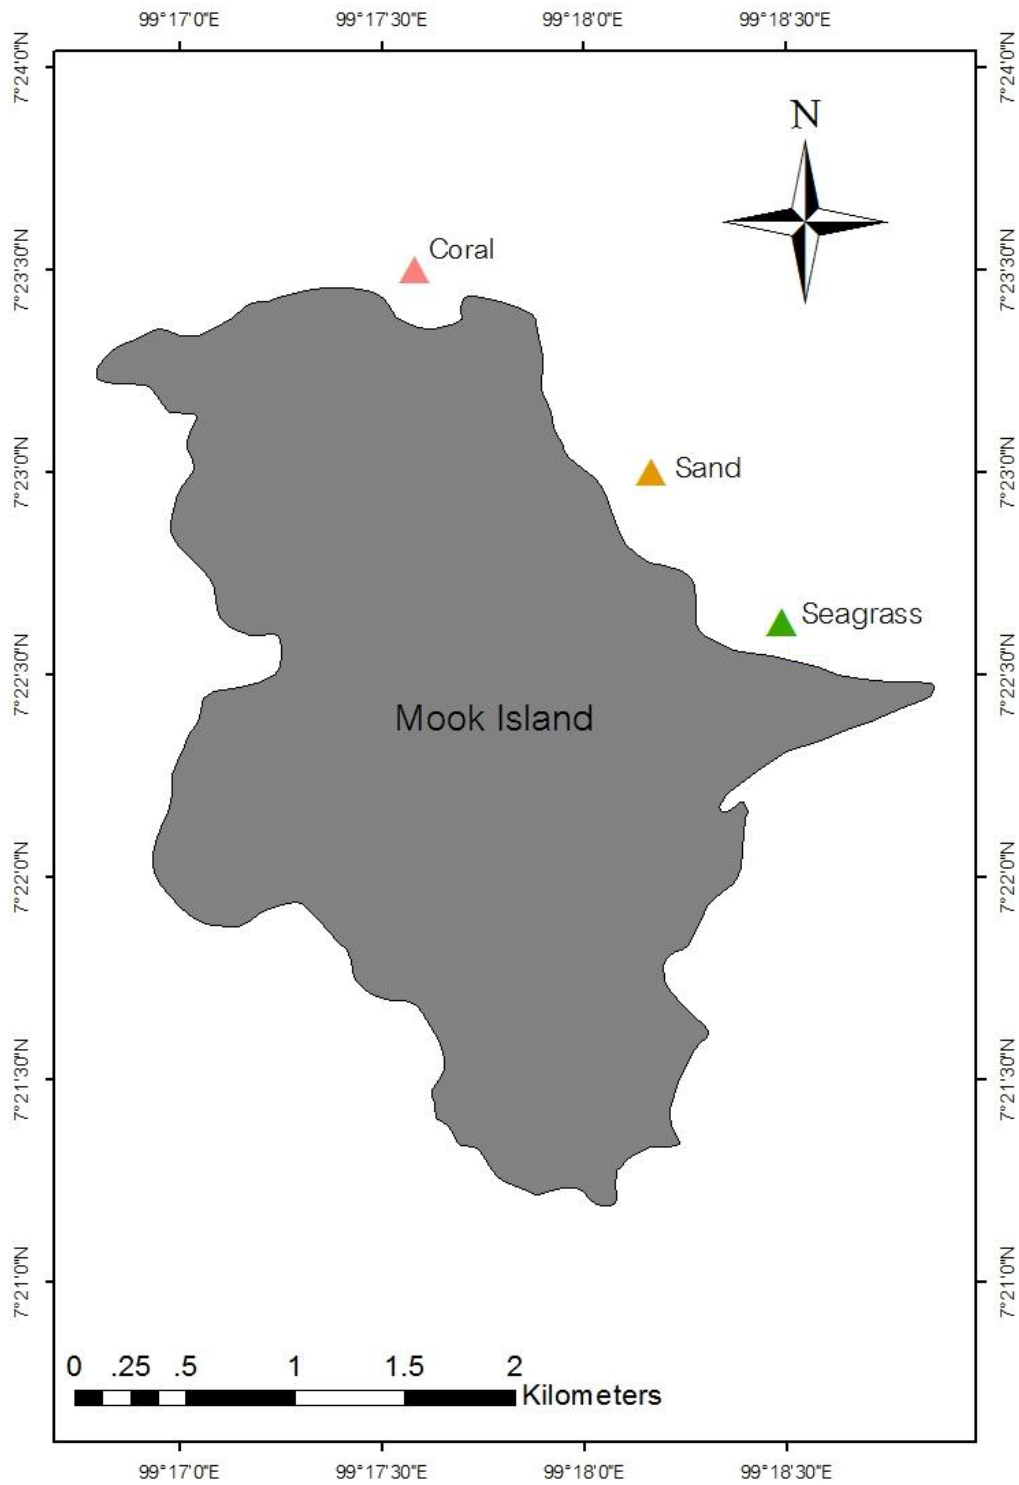 99°17'0"E 99°17'30"E 99°18'0"E 99°18'30"E
7°24'0"N 7°24'0"N
N
Coral
7°23'30"N 7°23'30"N
Sand
7°23'0"N 7°23'0"N
Seagrass
7°22'30"N 7°22'30"N
Mook Island
7°22'0"N 7°22'0"N
7°21'30"N 7°21'30"N
7°21'0"N 7°21'0"N
0 .25 .5 1 1.5 2
Kilometers
99°17'0"E 99°17'30"E 99°18'0"E 99°18'30"E